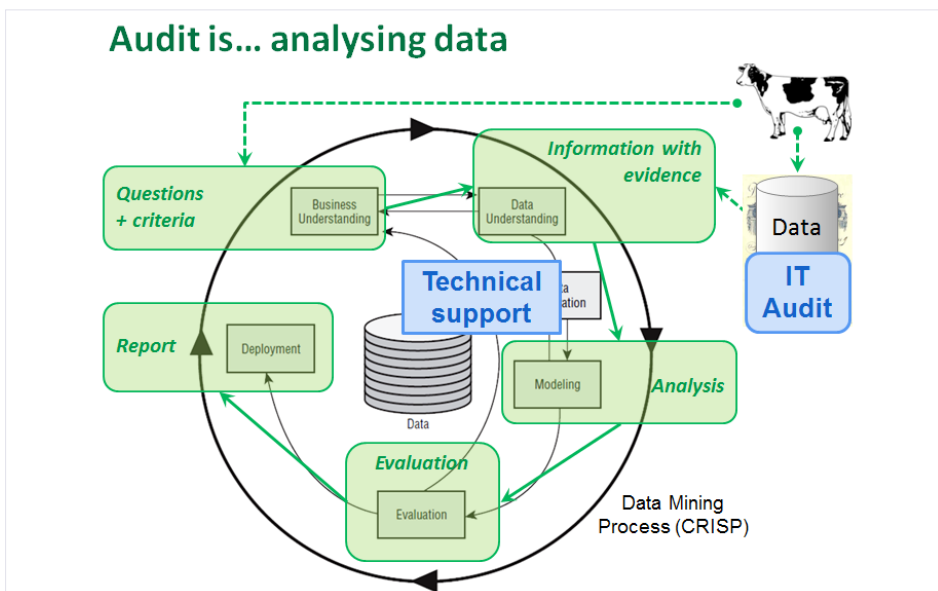 Audit is... analysing data
Information with
evidence
Questions
+ criteria
Business
Understanding
Data
Understanding
Data
IT
Audit
Technical
support
Report
Deployment
Modeling
Analysis
Data
Evaluation
Evaluation
Data Mining
Process (CRISP)